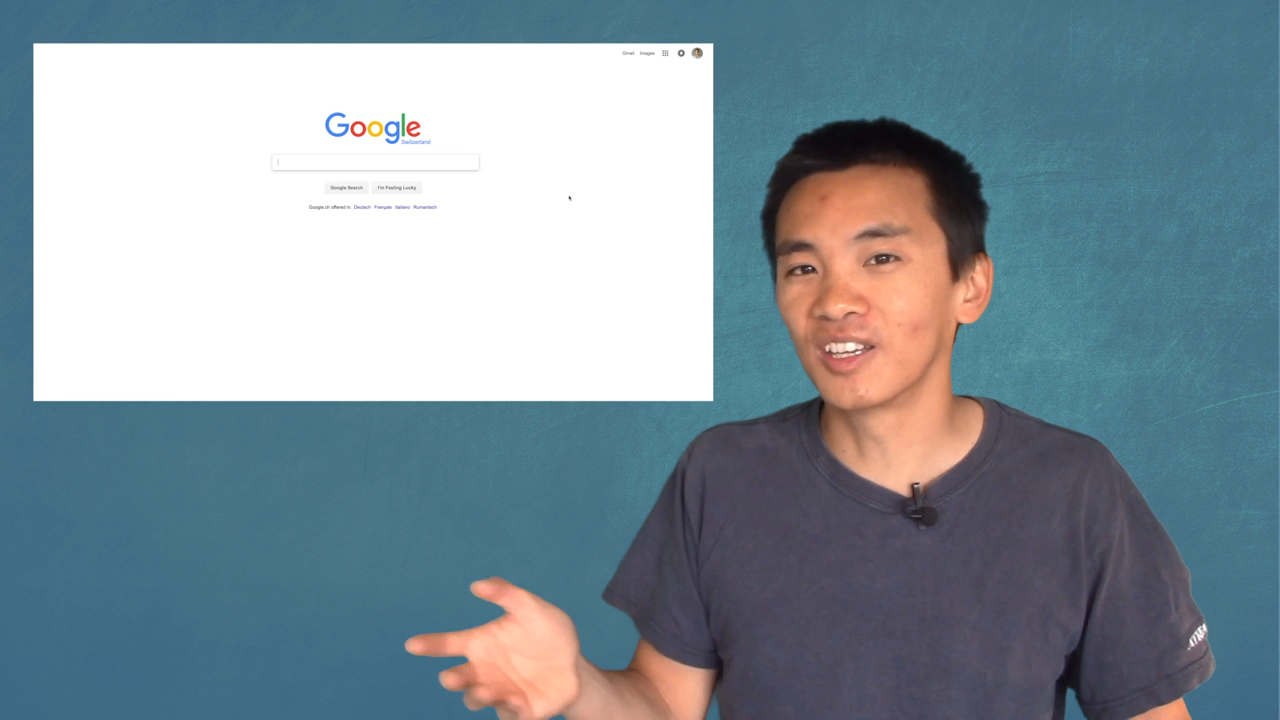 Gmail Images
Google
Switzerland
Google Search I'm Feeling Lucky
Google.ch offered in: Deutsch Français Italiano Rumantsch